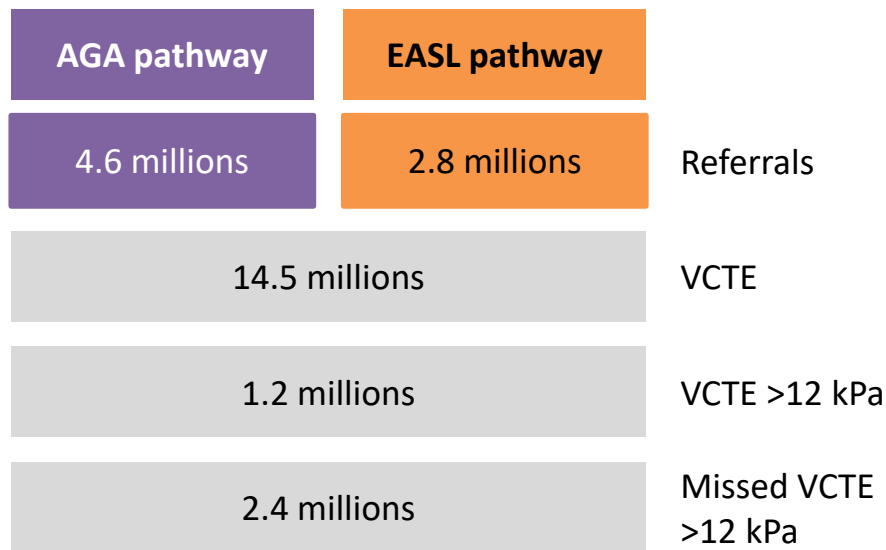 AGA pathway
EASL pathway
4.6 millions
2.8 millions
Referrals
14.5 millions
VCTE
1.2 millions
VCTE >12 kPa
2.4 millions
Missed VCTE
>12 kPa